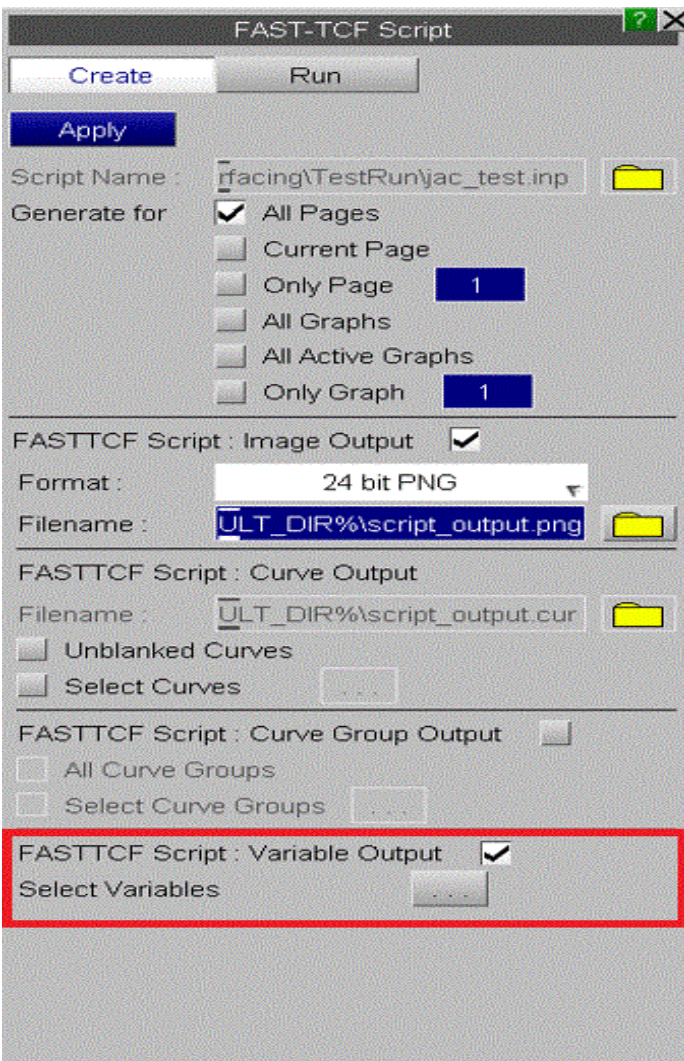 FAST-TCF Script ? X
Create Run
Apply
Script Name : rfacing\TestRun\jac_test.inp
Generate for All Pages
Current Page
Only Page 1
All Graphs
All Active Graphs
Only Graph 1
FASTTCF Script : Image Output
Format : 24 bit PNG
Filename : ULT_DIR%\script_output.png
FASTTCF Script : Curve Output
Filename : ULT_DIR%\script_output.cur
Unblanked Curves
Select Curves . . .
FASTTCF Script : Curve Group Output
All Curve Groups
Select Curve Groups . . .
FASTTCF Script : Variable Output
Select Variables . . .